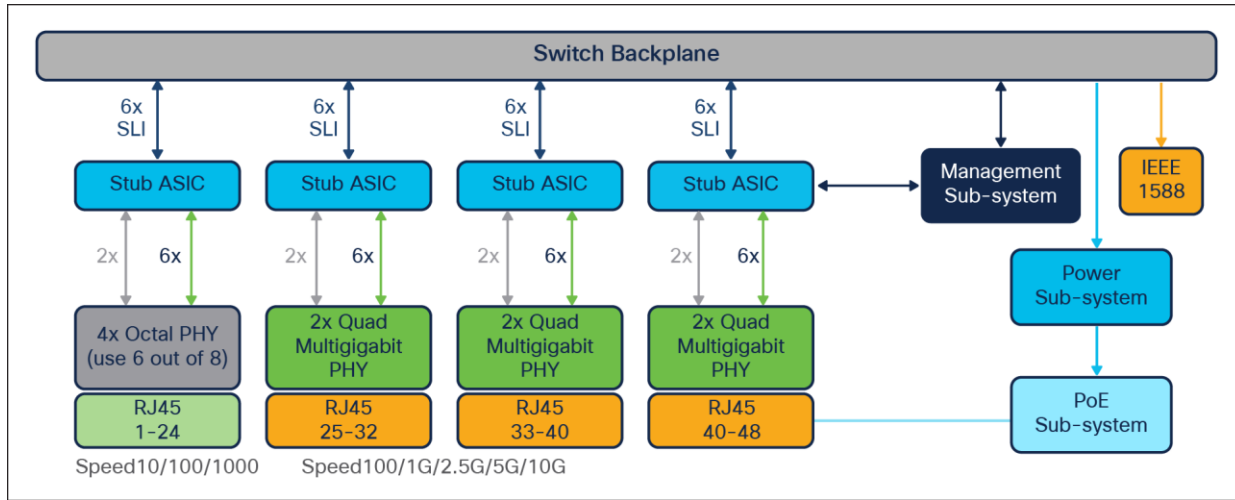 Switch Backplane
6x
SLI
6x
SLI
6x
SLI
6x
SLI
Stub ASIC
Stub ASIC
Stub ASIC
Stub ASIC
Management
Sub-system
IEEE
1588
2x
6x
2x
6x
2x
6x
2x
6x
Power
Sub-system
4x Octal PHY
(use 6 out of 8)
2x Quad
Multigigabit
PHY
2x Quad
Multigigabit
PHY
2x Quad
Multigigabit
PHY
PoE
Sub-system
RJ45
1-24
RJ45
25-32
RJ45
33-40
RJ45
40-48
Speed10/100/1000
Speed100/1G/2.5G/5G/10G